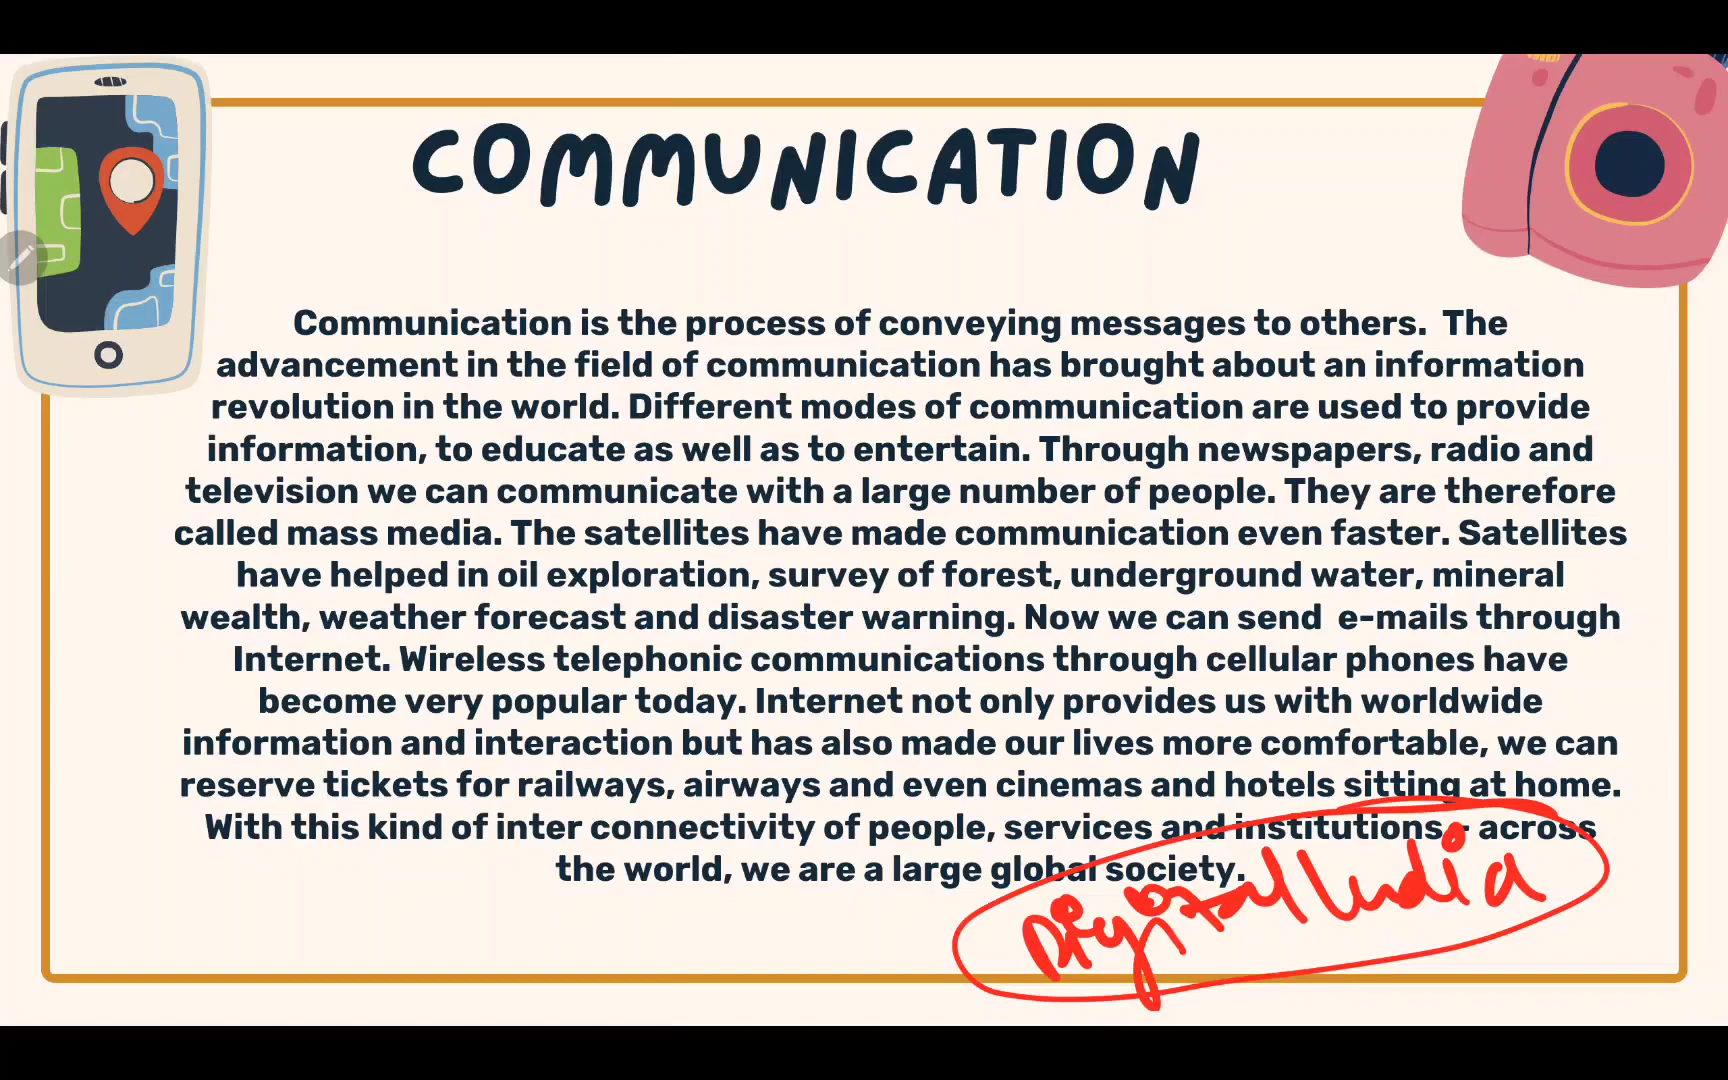 COMMUNICATION
Communication is the process of conveying messages to others.  The
advancement in the field of communication has brought about an information
revolution in the world. Different modes of communication are used to provide
information, to educate as well as to entertain. Through newspapers, radio and
television we can communicate with a large number of people. They are therefore
called mass media. The satellites have made communication even faster. Satellites
have helped in oil exploration, survey of forest, underground water, mineral
wealth, weather forecast and disaster warning. Now we can send  e-mails through
Internet. Wireless telephonic communications through cellular phones have
become very popular today. Internet not only provides us with worldwide
information and interaction but has also made our lives more comfortable, we can
reserve tickets for railways, airways and even cinemas and hotels sitting at home.
With this kind of inter connectivity of people, services and institutions - across
the world, we are a large global society.
Digital India